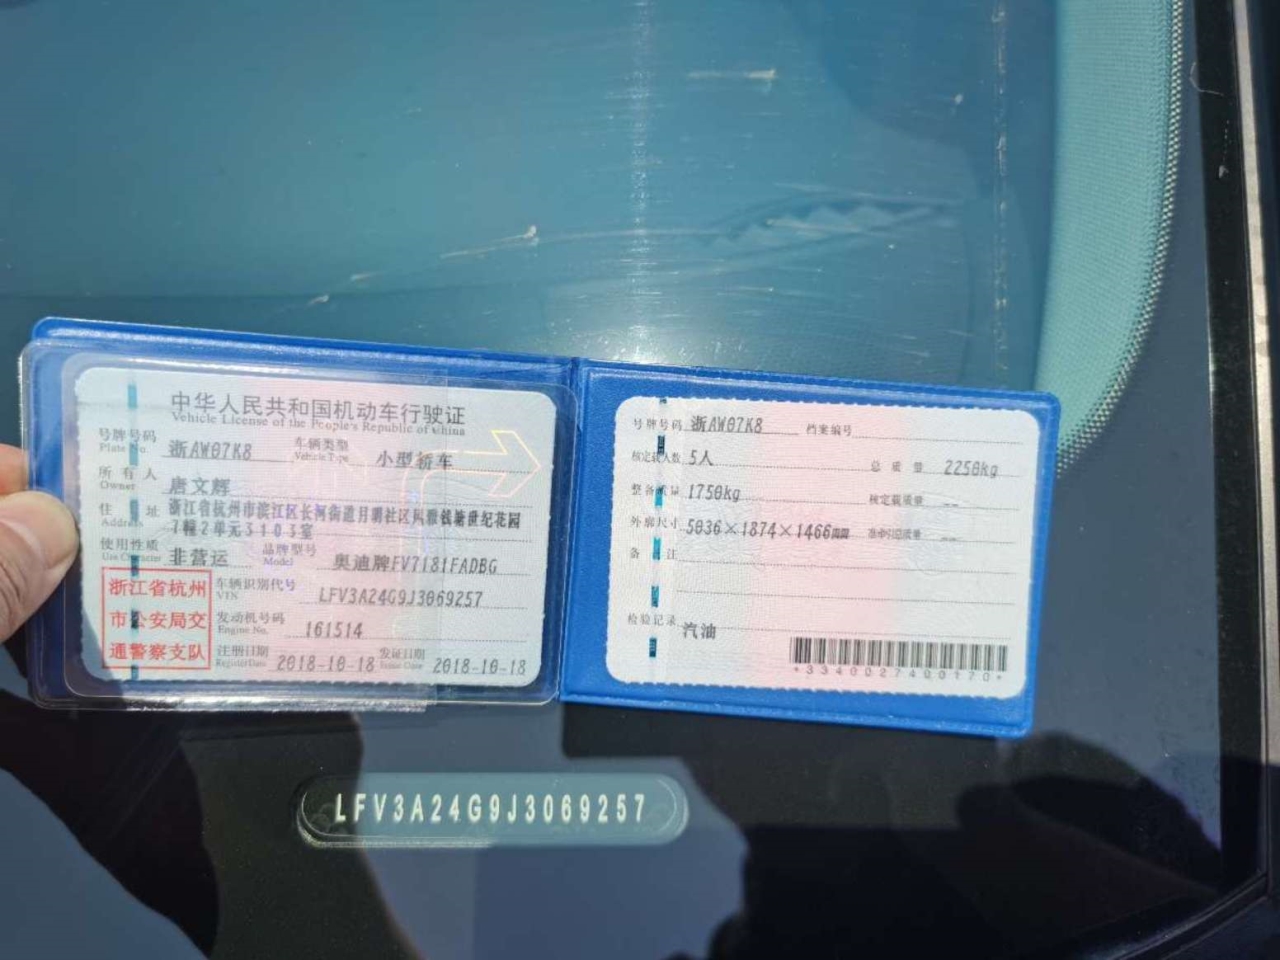 中华人民共和国机动车行驶证
Vehicle License of the People's Republic of China
号牌号码 浙AW07K8 车辆类型 小型轿车
Plate No. Vehicle Type
所有人 唐文辉
Owner
住址 浙江省杭州市滨江区长河街道月明社区风雅钱塘世纪花园
Address 7幢2单元3103室
使用性质 非营运 品牌型号 奥迪牌FV7181FADBG
Use Character Model
浙江省杭州
市公安局交
通警察支队
车辆识别代号 LFV3A24G9J3069257
VIN
发动机号码 161514
Engine No.
注册日期 2018-10-18 发证日期 2018-10-18
Register Date Issue Date
号牌号码 浙AW07K8 档案编号
核定载人数 5人 总质量 2250kg
整备质量 1750kg 核定载质量 --
外廓尺寸 5036×1874×1466mm 准牵引总质量 --
备注
检验记录 汽油
*3340027400170*
LFV3A24G9J3069257